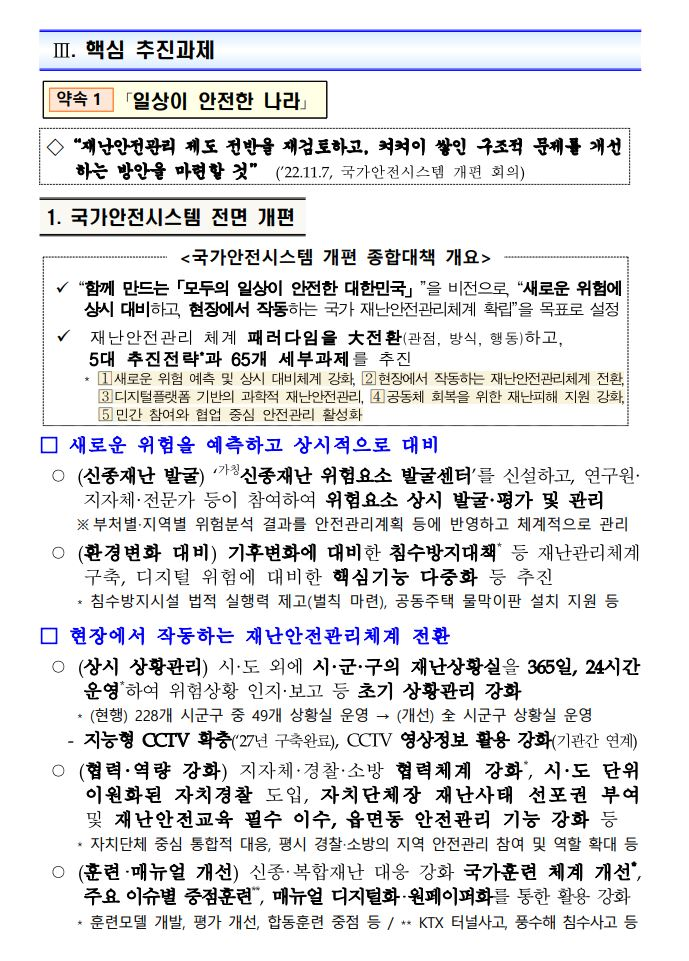 Ⅲ. 핵심 추진과제
약속 1 「일상이 안전한 나라」
◇ “재난안전관리 제도 전반을 재검토하고, 켜켜이 쌓인 구조적 문제를 개선
하는 방안을 마련할 것” (‘22.11.7, 국가안전시스템 개편 회의)
1. 국가안전시스템 전면 개편
<국가안전시스템 개편 종합대책 개요>
✓ “함께 만드는 「모두의 일상이 안전한 대한민국」”을 비전으로, “새로운 위험에
상시 대비하고, 현장에서 작동하는 국가 재난안전관리체계 확립”을 목표로 설정
✓ 재난안전관리 체계 패러다임을 大전환(관점, 방식, 행동)하고,
5대 추진전략*과 65개 세부과제를 추진
* 1 새로운 위험 예측 및 상시 대비체계 강화, 2 현장에서 작동하는 재난안전관리체계 전환,
3 디지털플랫폼 기반의 과학적 재난안전관리, 4 공동체 회복을 위한 재난피해 지원 강화,
5 민간 참여와 협업 중심 안전관리 활성화
□ 새로운 위험을 예측하고 상시적으로 대비
○ (신종재난 발굴) ‘가칭신종재난 위험요소 발굴센터’를 신설하고, 연구원·
지자체·전문가 등이 참여하여 위험요소 상시 발굴·평가 및 관리
※ 부처별·지역별 위험분석 결과를 안전관리계획 등에 반영하고 체계적으로 관리
○ (환경변화 대비) 기후변화에 대비한 침수방지대책* 등 재난관리체계
구축, 디지털 위험에 대비한 핵심기능 다중화 등 추진
* 침수방지시설 법적 실행력 제고(벌칙 마련), 공동주택 물막이판 설치 지원 등
□ 현장에서 작동하는 재난안전관리체계 전환
○ (상시 상황관리) 시·도 외에 시·군·구의 재난상황실을 365일, 24시간
운영*하여 위험상황 인지·보고 등 초기 상황관리 강화
* (현행) 228개 시군구 중 49개 상황실 운영 → (개선) 全 시군구 상황실 운영
- 지능형 CCTV 확충(‘27년 구축완료), CCTV 영상정보 활용 강화(기관간 연계)
○ (협력·역량 강화) 지자체·경찰·소방 협력체계 강화*, 시·도 단위
이원화된 자치경찰 도입, 자치단체장 재난사태 선포권 부여
및 재난안전교육 필수 이수, 읍면동 안전관리 기능 강화 등
* 자치단체 중심 통합적 대응, 평시 경찰·소방의 지역 안전관리 참여 및 역할 확대 등
○ (훈련·매뉴얼 개선) 신종·복합재난 대응 강화 국가훈련 체계 개선*,
주요 이슈별 중점훈련**, 매뉴얼 디지털화·원페이퍼화를 통한 활용 강화
* 훈련모델 개발, 평가 개선, 합동훈련 중점 등 / ** KTX 터널사고, 풍수해 침수사고 등